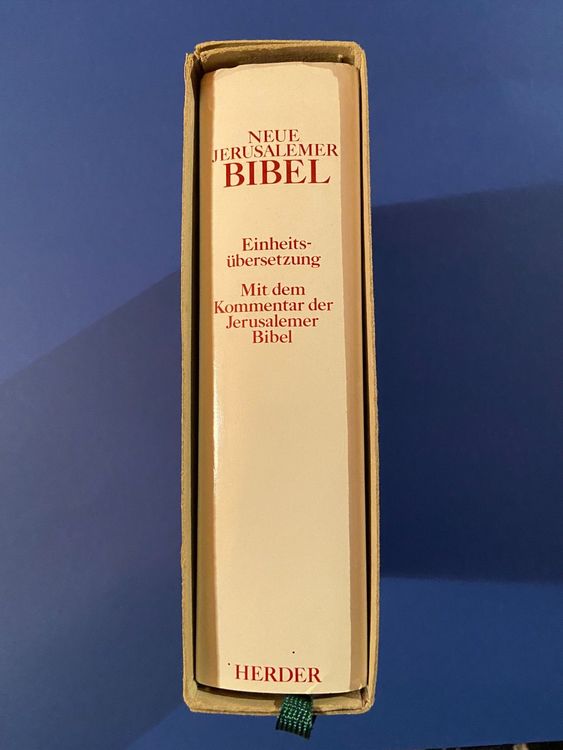 NEUE
JERUSALEMER
BIBEL
Einheits-
übersetzung
Mit dem
Kommentar der
Jerusalemer
Bibel
HERDER